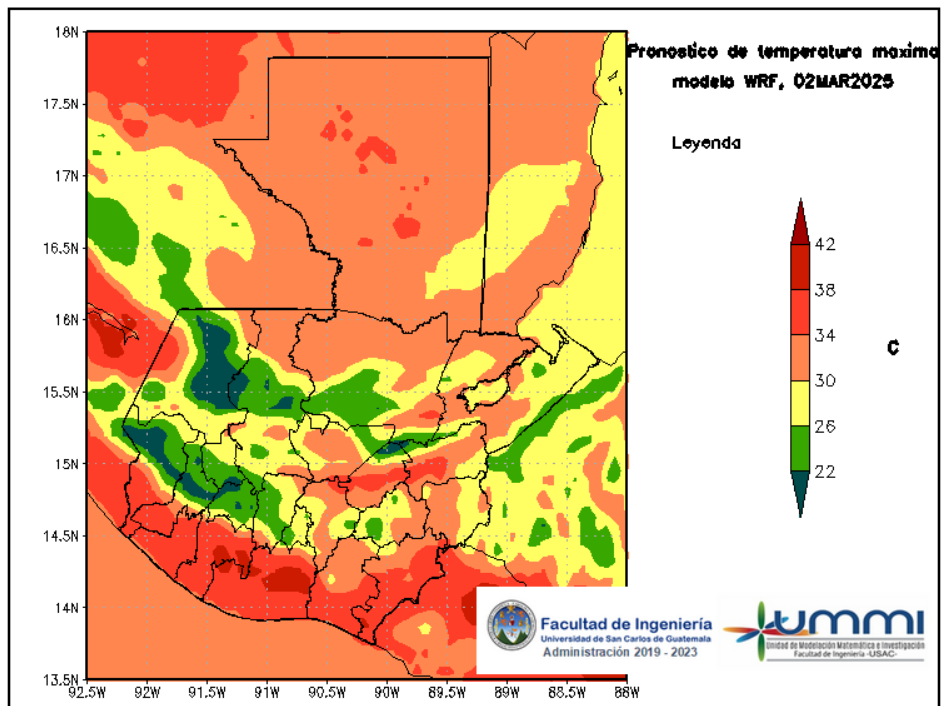 Pronostico de temperatura maxima
modelo WRF, 02MAR2025
Leyenda
42
38
34
30
26
22
C
18N
17.5N
17N
16.5N
16N
15.5N
15N
14.5N
14N
13.5N
92.5W
92W
91.5W
91W
90.5W
90W
89.5W
89W
88.5W
88W
Facultad de Ingeniería
Universidad de San Carlos de Guatemala
Administración 2019 - 2023
ummi
Unidad de Modelación Matemática e Investigación
Facultad de Ingeniería -USAC-